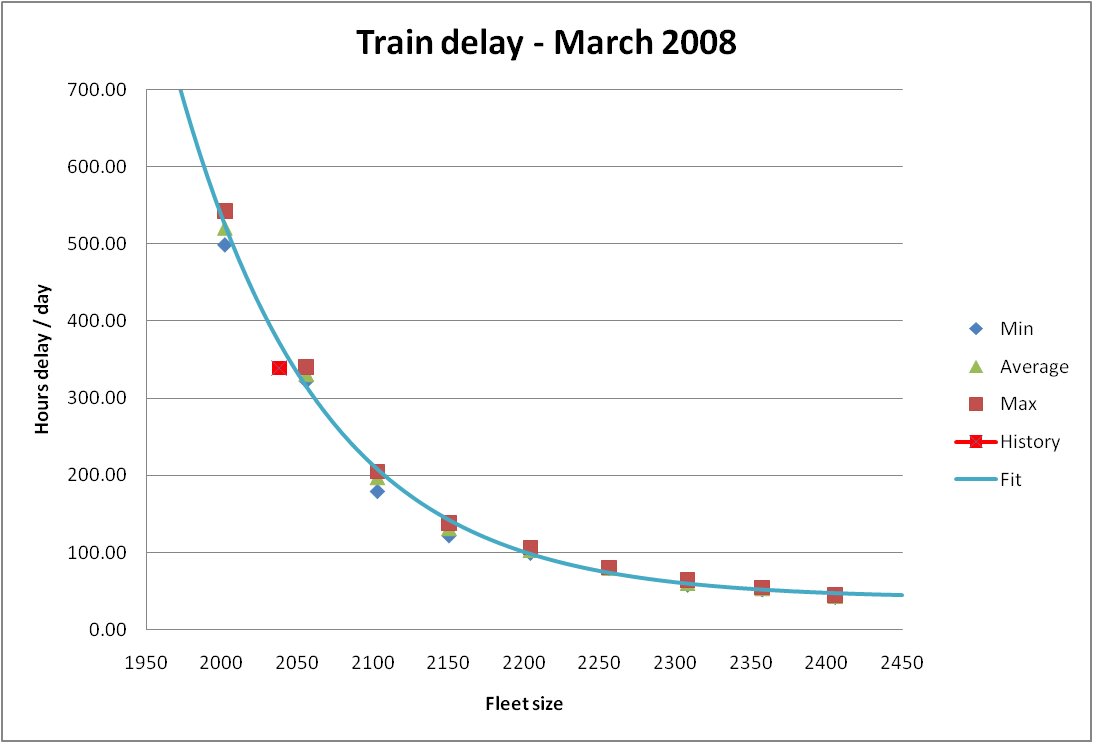 Train delay - March 2008
700.00
600.00
500.00
400.00
300.00
200.00
100.00
0.00
Hours delay / day
1950 2000 2050 2100 2150 2200 2250 2300 2350 2400 2450
Fleet size
Min
Average
Max
History
Fit